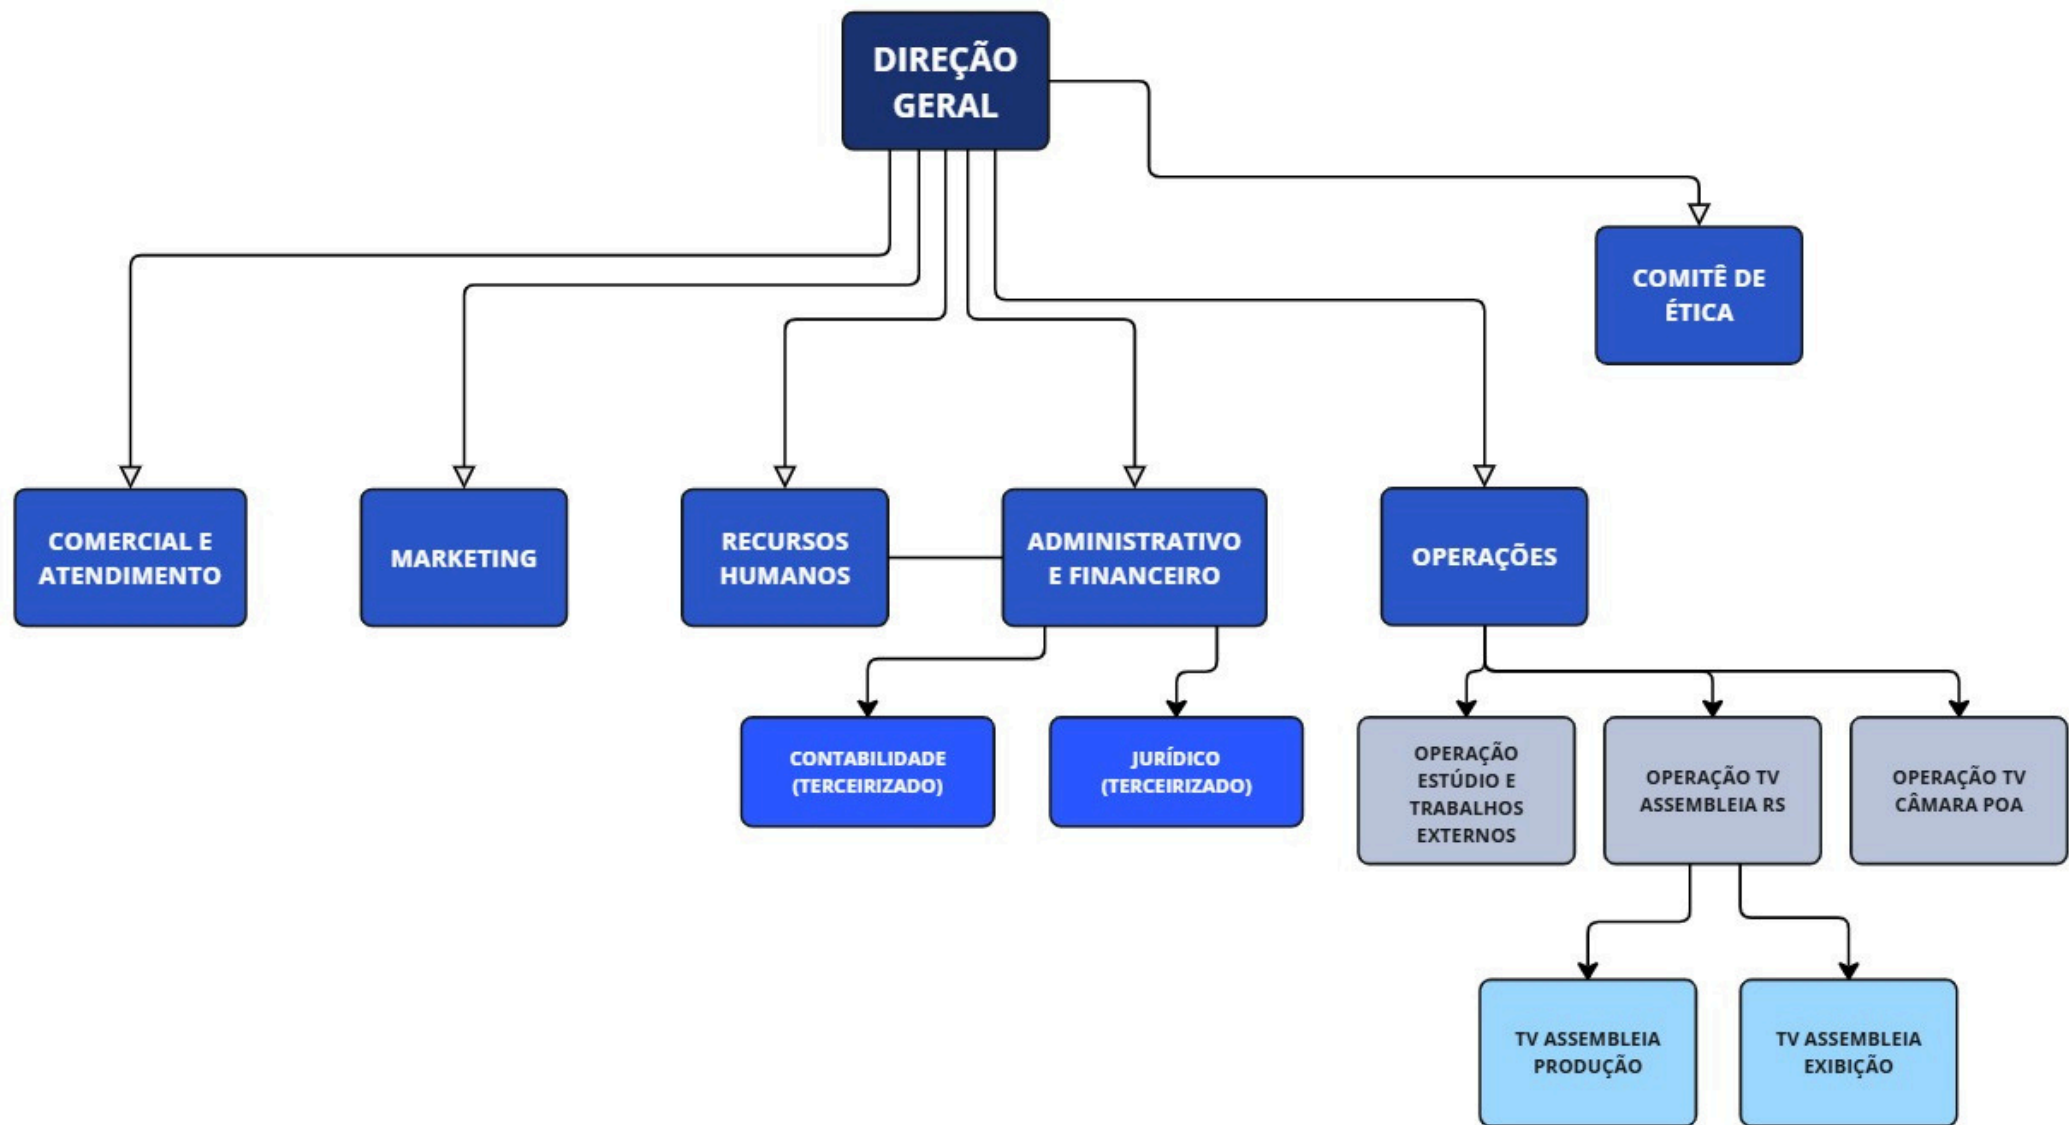 DIREÇÃO
GERAL
COMITÊ DE
ÉTICA
COMERCIAL E
ATENDIMENTO
MARKETING
RECURSOS
HUMANOS
ADMINISTRATIVO
E FINANCEIRO
OPERAÇÕES
CONTABILIDADE
(TERCEIRIZADO)
JURÍDICO
(TERCEIRIZADO)
OPERAÇÃO
ESTÚDIO E
TRABALHOS
EXTERNOS
OPERAÇÃO TV
ASSEMBLEIA RS
OPERAÇÃO TV
CÂMARA POA
TV ASSEMBLEIA
PRODUÇÃO
TV ASSEMBLEIA
EXIBIÇÃO